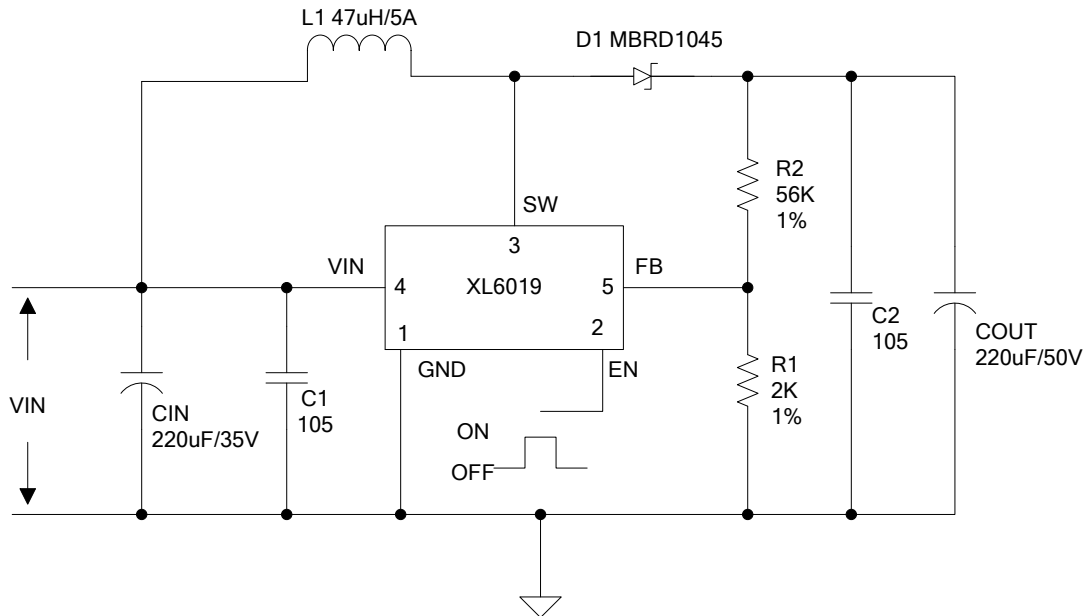 L1 47uH/5A
D1 MBRD1045
R2
56K
1%
SW
3
VIN
FB
4
XL6019
5
1
2
GND
EN
C2
105
COUT
220uF/50V
R1
2K
1%
VIN
CIN
220uF/35V
C1
105
ON
OFF